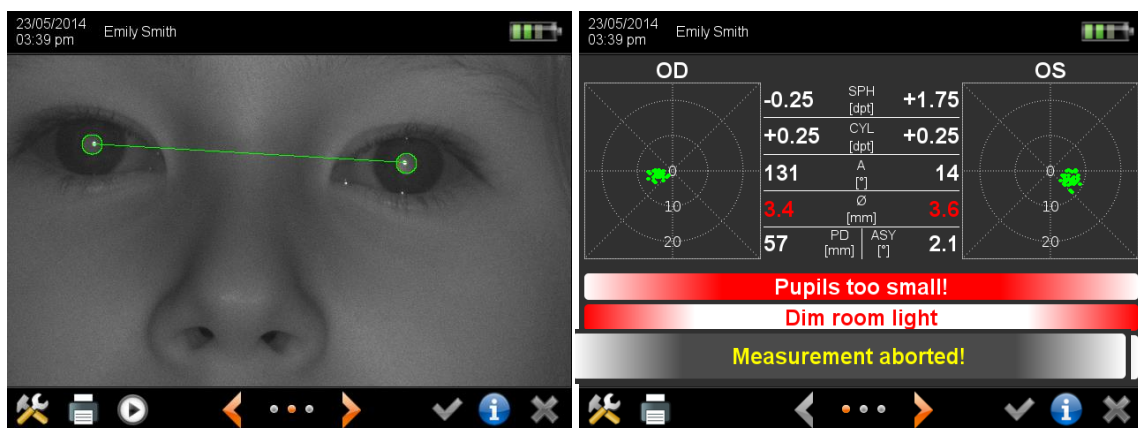 23/05/2014
03:39 pm
Emily Smith
23/05/2014
03:39 pm
Emily Smith
OD
OS
-0.25 SPH [dpt] +1.75
+0.25 CYL [dpt] +0.25
131 A [°] 14
3.4 Ø [mm] 3.6
57 PD [mm] ASY [°] 2.1
0
10
20
0
10
20
Pupils too small!
Dim room light
Measurement aborted!